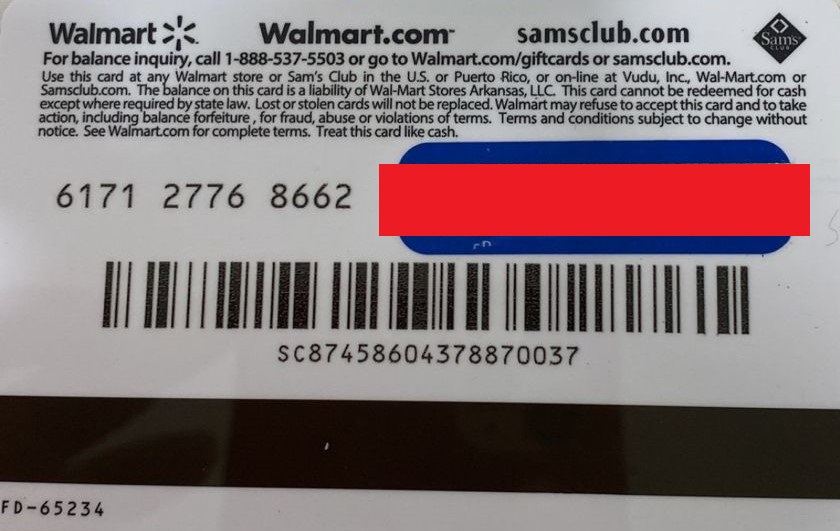 Walmart Walmart.com samsclub.com Sam's CLUB
For balance inquiry, call 1-888-537-5503 or go to Walmart.com/giftcards or samsclub.com.
Use this card at any Walmart store or Sam's Club in the U.S. or Puerto Rico, or on-line at Vudu, Inc., Wal-Mart.com or
Samsclub.com. The balance on this card is a liability of Wal-Mart Stores Arkansas, LLC. This card cannot be redeemed for cash
except where required by state law. Lost or stolen cards will not be replaced. Walmart may refuse to accept this card and to take
action, including balance forfeiture , for fraud, abuse or violations of terms. Terms and conditions subject to change without
notice. See Walmart.com for complete terms. Treat this card like cash.
6171 2776 8662
SC87458604378870037
FD-65234